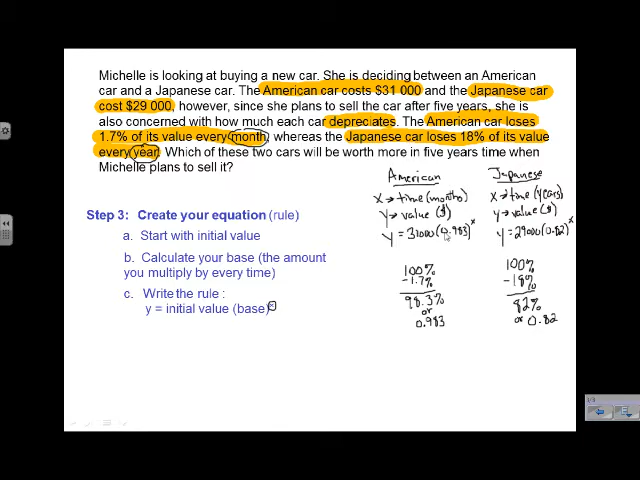 Michelle is looking at buying a new car. She is deciding between an American
car and a Japanese car. The American car costs $31 000 and the Japanese car
cost $29 000, however, since she plans to sell the car after five years, she is
also concerned with how much each car depreciates. The American car loses
1.7% of its value every month, whereas the Japanese car loses 18% of its value
every year. Which of these two cars will be worth more in five years time when
Michelle plans to sell it?
American
x → time (months)
y → value ($)
y = 31000(0.983)^x
100%
-1.7%
98.3%
or
0.983
Japanese
x → time (years)
y → value ($)
y = 29000(0.82)^x
100%
-18%
82%
or 0.82
Step 3: Create your equation (rule)
a. Start with initial value
b. Calculate your base (the amount
you multiply by every time)
c. Write the rule :
y = initial value (base)^x
1/3